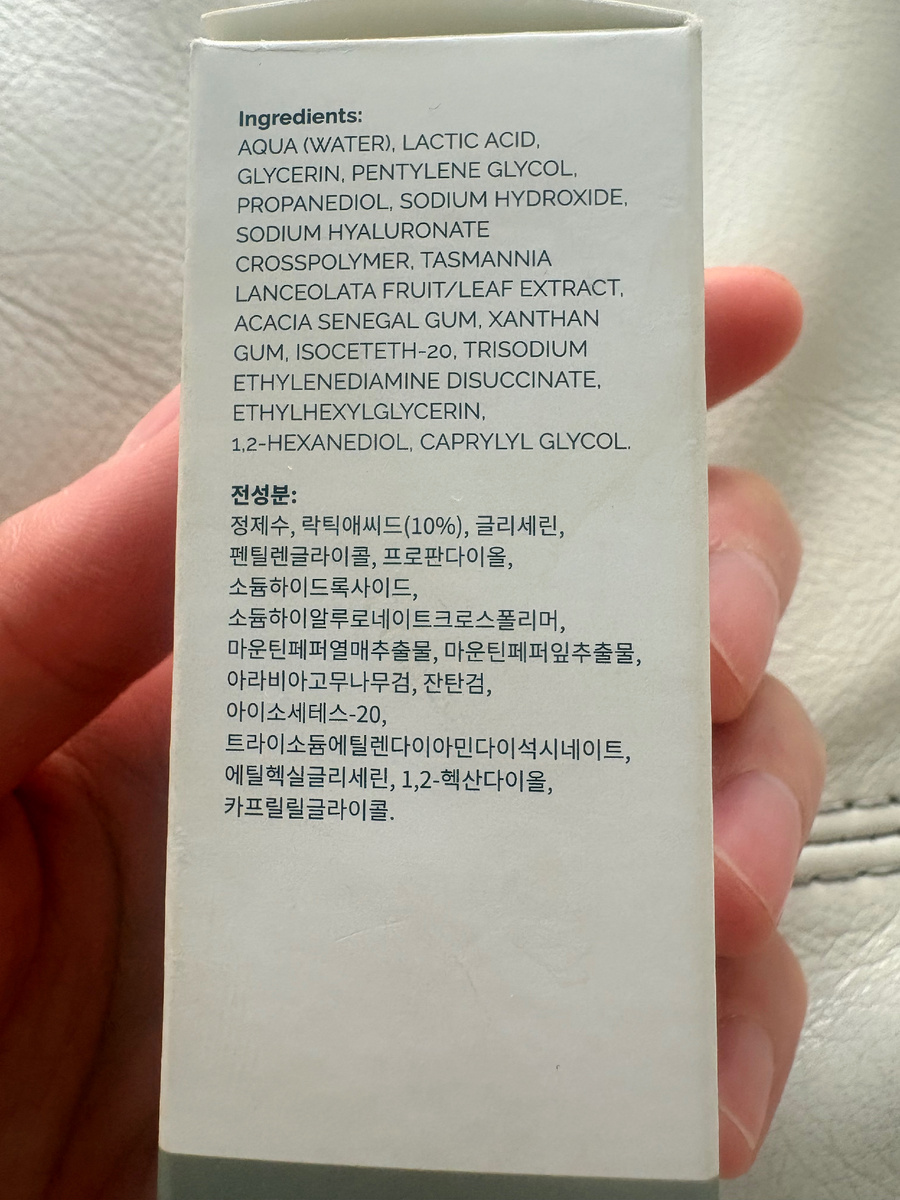 Ingredients:
AQUA (WATER), LACTIC ACID,
GLYCERIN, PENTYLENE GLYCOL,
PROPANEDIOL, SODIUM HYDROXIDE,
SODIUM HYALURONATE
CROSSPOLYMER, TASMANNIA
LANCEOLATA FRUIT/LEAF EXTRACT,
ACACIA SENEGAL GUM, XANTHAN
GUM, ISOCETETH-20, TRISODIUM
ETHYLENEDIAMINE DISUCCINATE,
ETHYLHEXYLGLYCERIN,
1,2-HEXANEDIOL, CAPRYLYL GLYCOL.
전성분:
정제수, 락틱애씨드(10%), 글리세린,
펜틸렌글라이콜, 프로판다이올,
소듐하이드록사이드,
소듐하이알루로네이트크로스폴리머,
마운틴페퍼열매추출물, 마운틴페퍼잎추출물,
아라비아고무나무검, 잔탄검,
아이소세테스-20,
트라이소듐에틸렌다이아민다이석시네이트,
에틸헥실글리세린, 1,2-헥산다이올,
카프릴릴글라이콜.